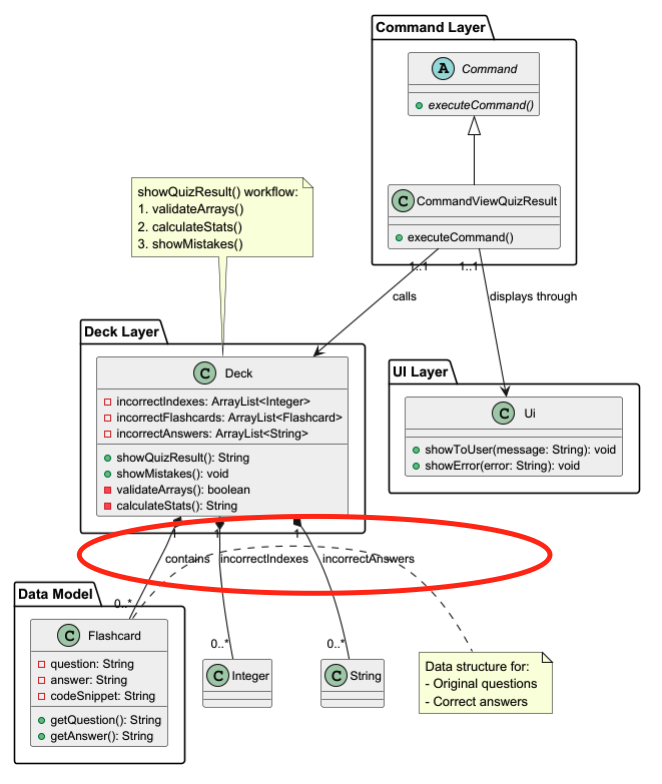 Command Layer
A Command
executeCommand()
C CommandViewQuizResult
executeCommand()
1..1
1..1
calls
displays through
showQuizResult() workflow:
1. validateArrays()
2. calculateStats()
3. showMistakes()
Deck Layer
C Deck
incorrectIndexes: ArrayList<Integer>
incorrectFlashcards: ArrayList<Flashcard>
incorrectAnswers: ArrayList<String>
showQuizResult(): String
showMistakes(): void
validateArrays(): boolean
calculateStats(): String
UI Layer
C Ui
showToUser(message: String): void
showError(error: String): void
1
1
1
contains
incorrectIndexes
incorrectAnswers
0..*
0..*
0..*
Data Model
C Flashcard
question: String
answer: String
codeSnippet: String
getQuestion(): String
getAnswer(): String
C Integer
C String
Data structure for:
- Original questions
- Correct answers